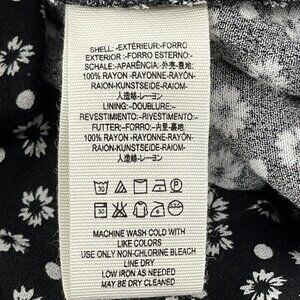 SHELL:-EXTÉRIEUR:-FORRO
EXTERIOR :-FORRO ESTERNO:-
SCHALE:-APARÊNCIA:-外壳:-表地
100% RAYON-RAYONNE-RAYÓN-
RAION-KUNSTSEIDE-RAIOM-
人造絲-レーヨン
LINING:-DOUBLURE:-
REVESTIMIENTO:-RIVESTIMENTO:-
FUTTER:-FORRO:-内里-裏地
100% RAYON-RAYONNE-RAYÓN-
RAION-KUNSTSEIDE-RAIOM-
人造絲-レーヨン
30
MACHINE WASH COLD WITH
LIKE COLORS
USE ONLY NON-CHLORINE BLEACH
LINE DRY
LOW IRON AS NEEDED
MAY BE DRY CLEANED